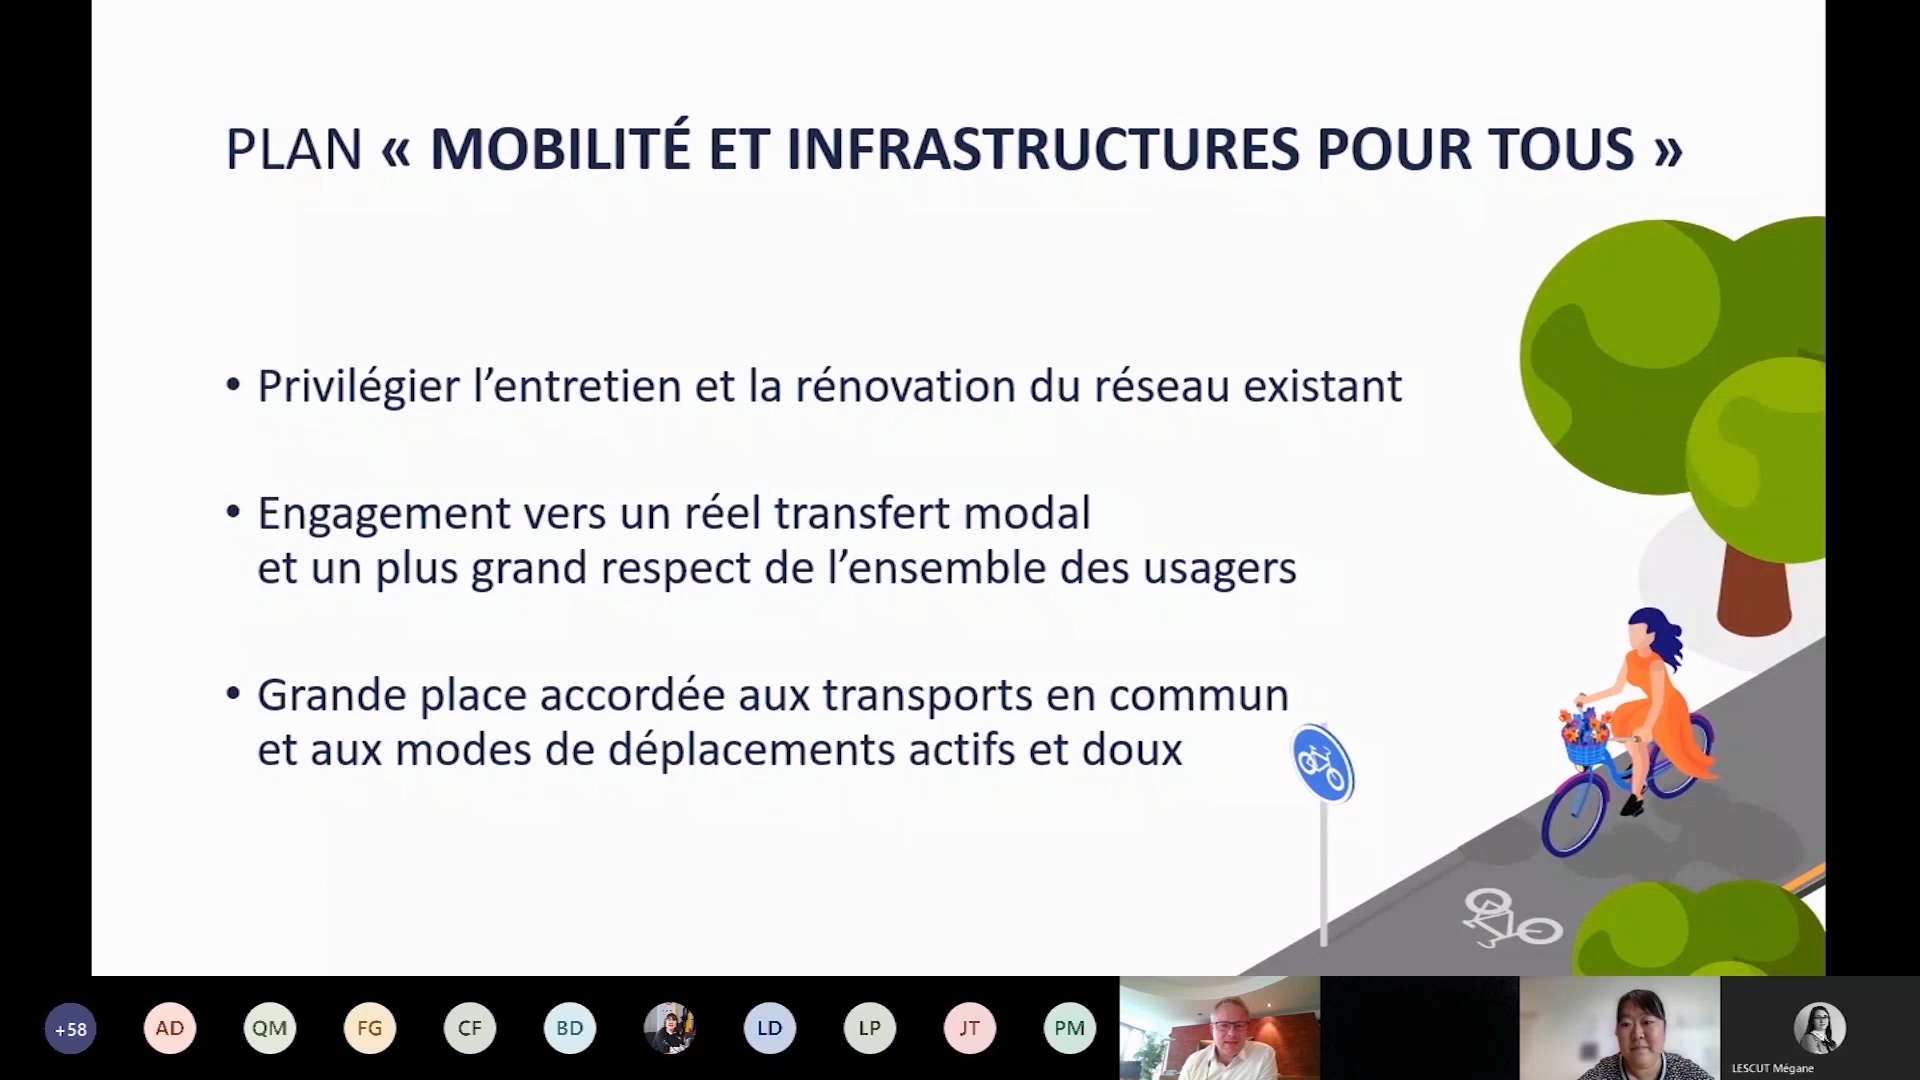 PLAN « MOBILITÉ ET INFRASTRUCTURES POUR TOUS »
• Privilégier l’entretien et la rénovation du réseau existant
• Engagement vers un réel transfert modal
et un plus grand respect de l’ensemble des usagers
• Grande place accordée aux transports en commun
et aux modes de déplacements actifs et doux
+58
AD
QM
FG
CF
BD
LD
LP
JT
PM
LESCUT Mégane